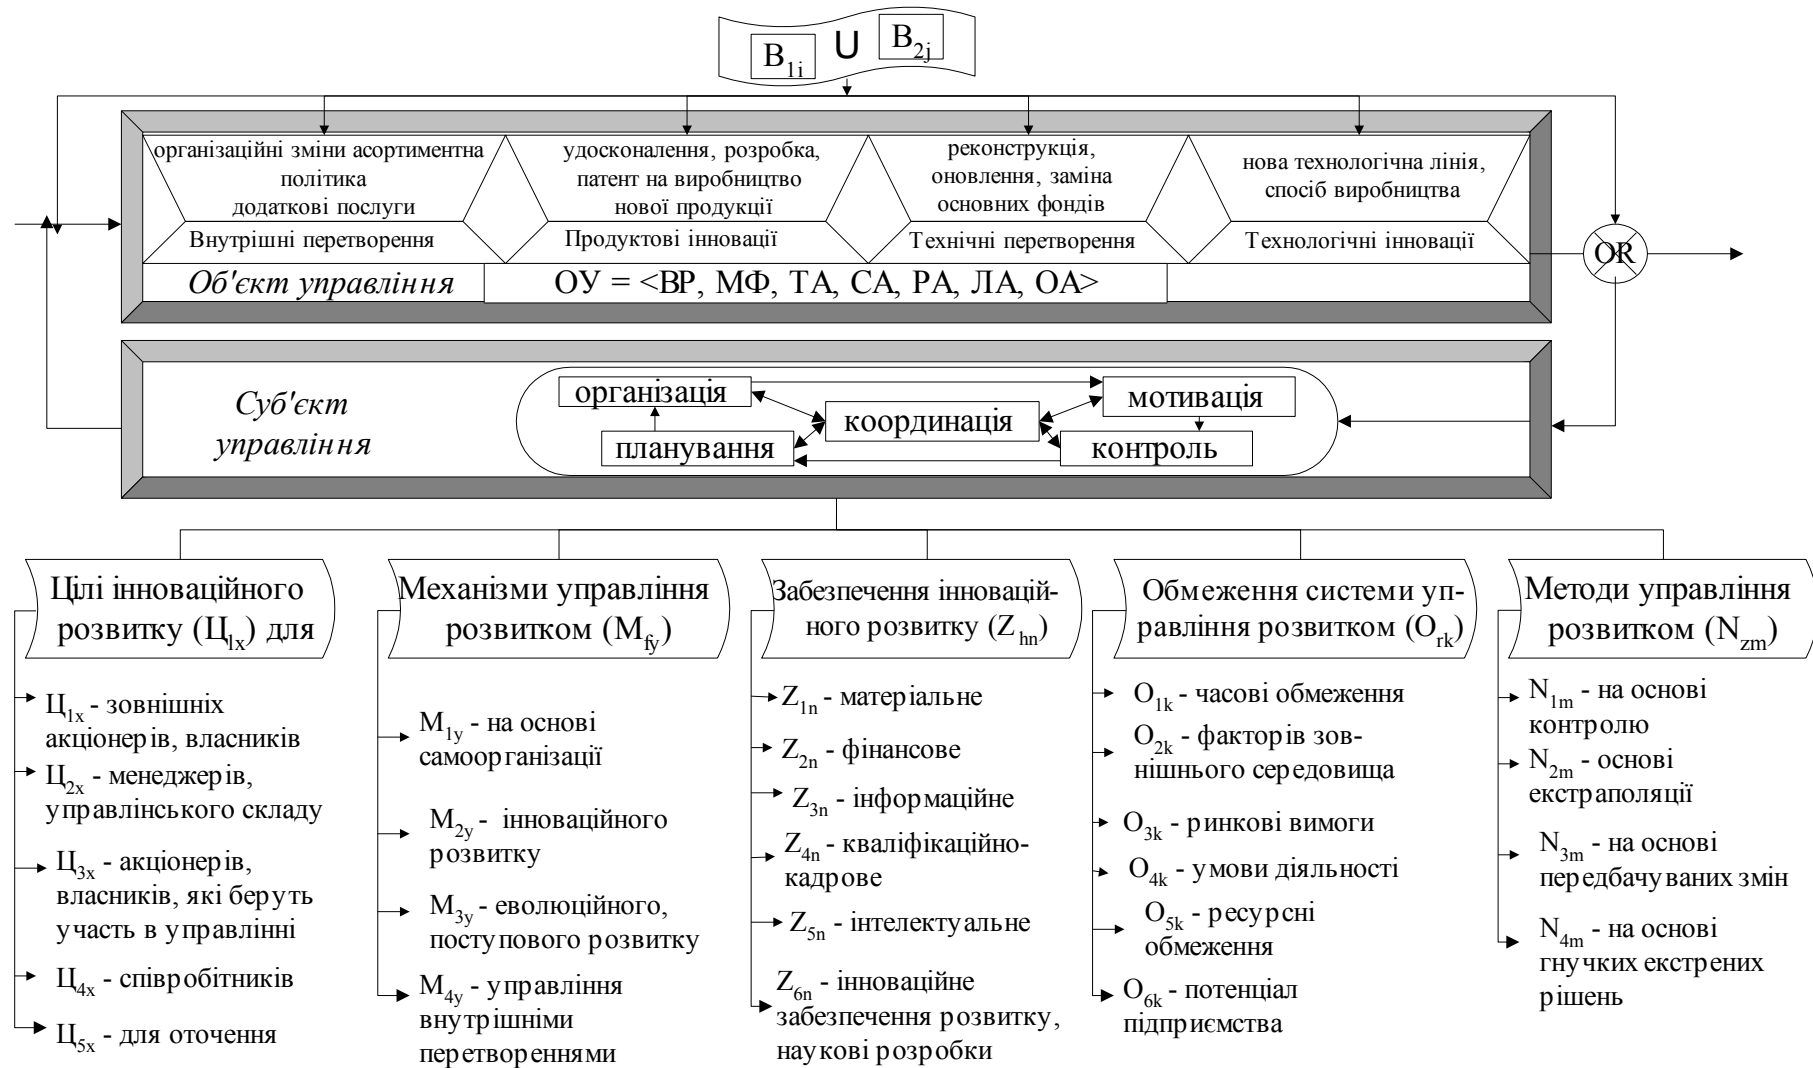 B1i U B2j
організаційні зміни асортиментна
політика
додаткові послуги
Внутрішні перетворення
удосконалення, розробка,
патент на виробництво
нової продукції
Продуктові інновації
реконструкція,
оновлення, заміна
основних фондів
Технічні перетворення
нова технологічна лінія,
спосіб виробництва
Технологічні інновації
OR
Об'єкт управління
ОУ = <ВР, МФ, ТА, СА, РА, ЛА, ОА>
Суб'єкт
управління
організація
мотивація
координація
планування
контроль
Цілі інноваційного
розвитку (Цlx) для
Ц1x - зовнішніх
акціонерів, власників
Ц2x - менеджерів,
управлінського складу
Ц3x - акціонерів,
власників, які беруть
участь в управлінні
Ц4x - співробітників
Ц5x - для оточення
Механізми управління
розвитком (Mfy)
M1y - на основі
самоорганізації
M2y - інноваційного
розвитку
M3y - еволюційного,
поступового розвитку
M4y - управління
внутрішніми
перетвореннями
Забезпечення інновацій-
ного розвитку (Zhn)
Z1n - матеріальне
Z2n - фінансове
Z3n - інформаційне
Z4n - кваліфікаційно-
кадрове
Z5n - інтелектуальне
Z6n - інноваційне
забезпечення розвитку,
наукові розробки
Обмеження системи уп-
равління розвитком (Ork)
O1k - часові обмеження
O2k - факторів зов-
нішнього середовища
O3k - ринкові вимоги
O4k - умови діяльності
O5k - ресурсні
обмеження
O6k - потенціал
підприємства
Методи управління
розвитком (Nzm)
N1m - на основі
контролю
N2m - основі
екстраполяції
N3m - на основі
передбачуваних змін
N4m - на основі
гнучких екстрених
рішень